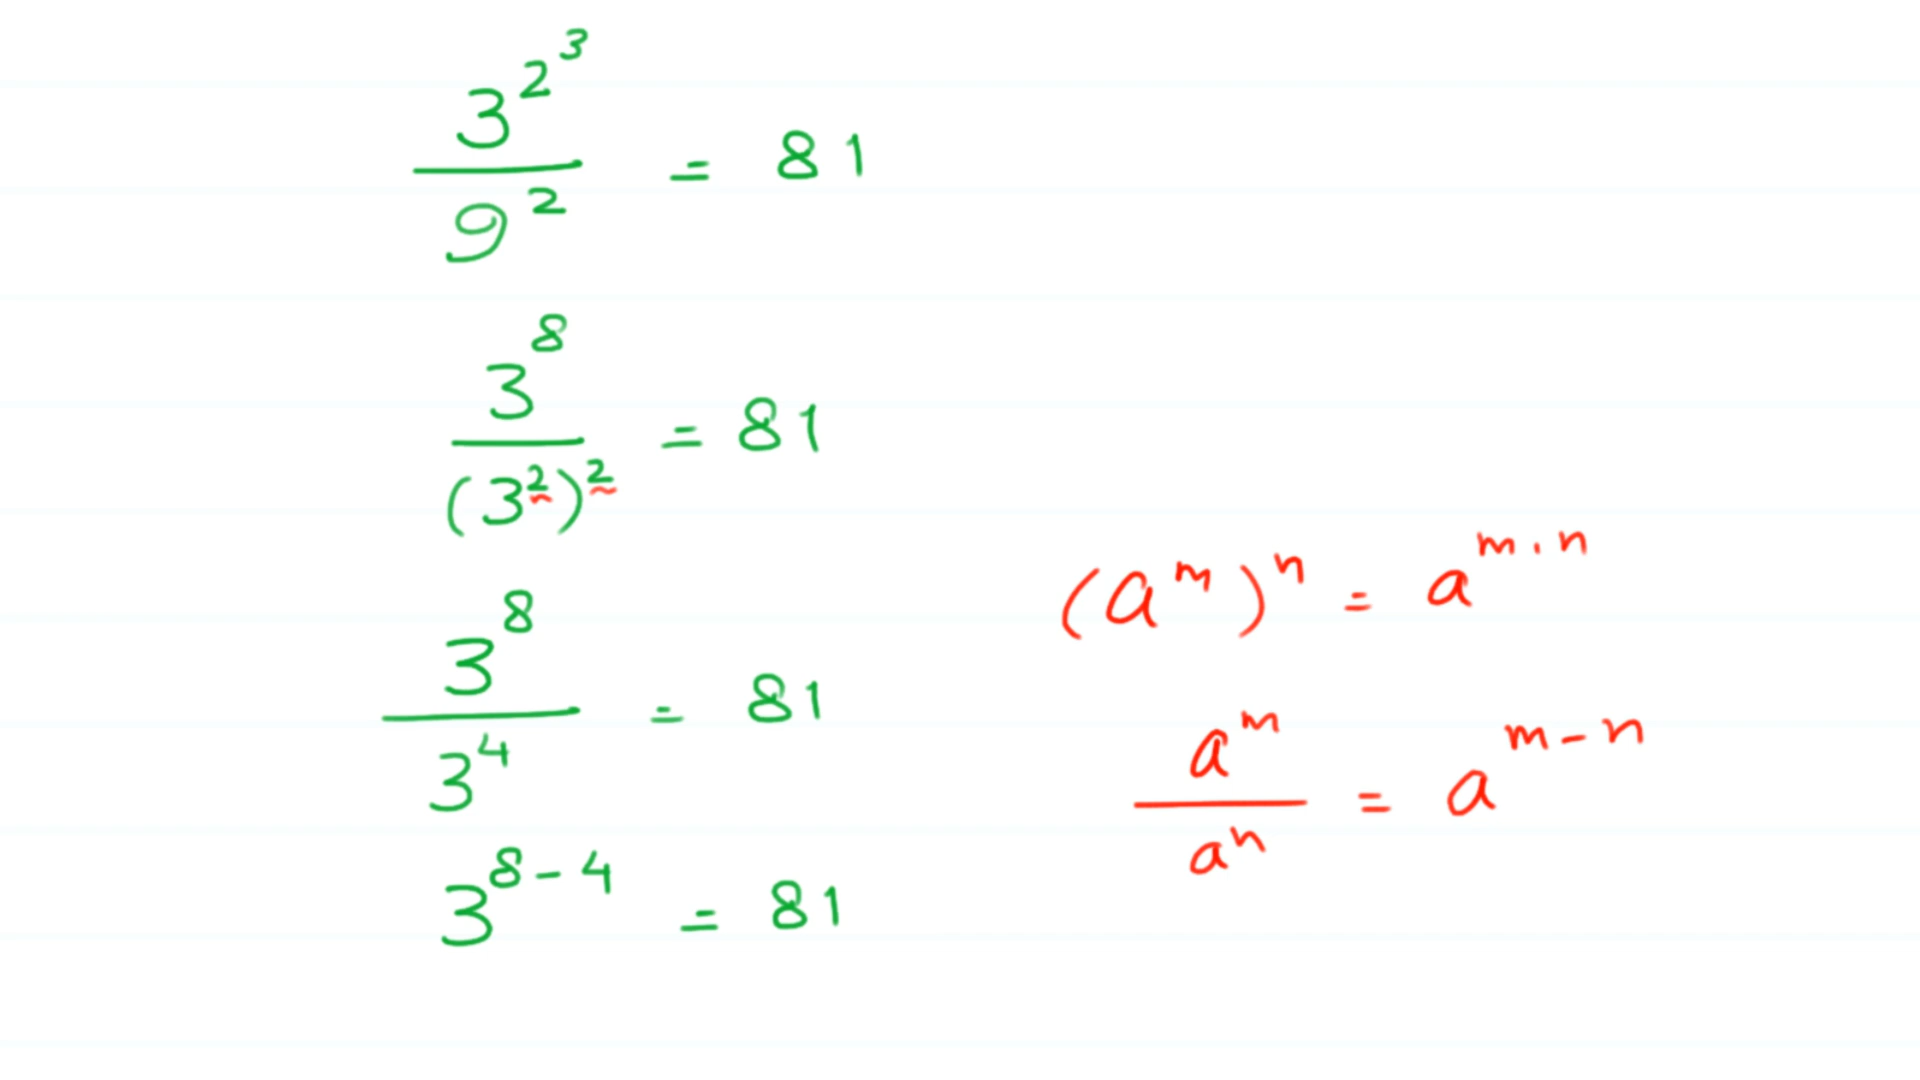 3^{2^3} / 9^2 = 81
3^8 / (3^2)^2 = 81
(a^m)^n = a^{m·n}
3^8 / 3^4 = 81
a^m / a^n = a^{m-n}
3^{8-4} = 81